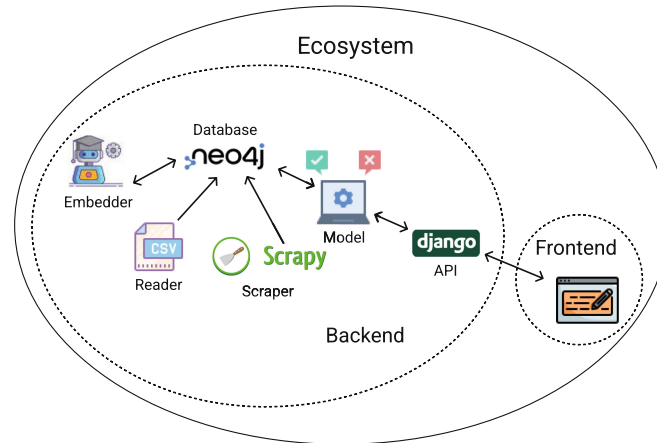 Ecosystem
Database
neo4j
Embedder
CSV
Reader
Scrapy
Scraper
Model
django
API
Frontend
Backend